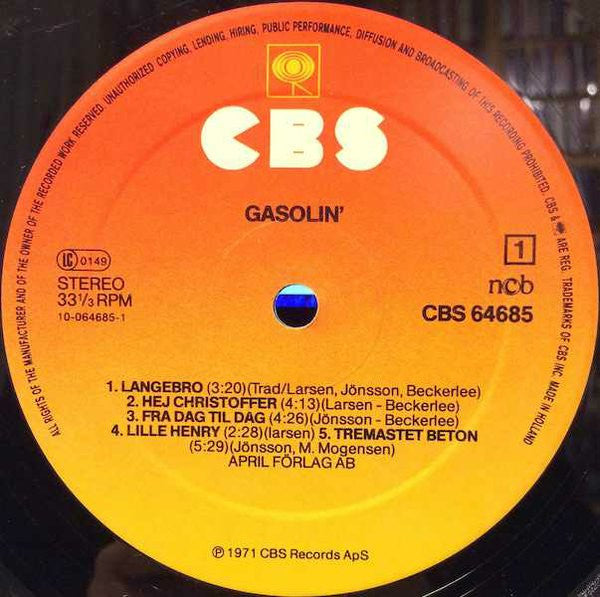 ALL RIGHTS OF THE MANUFACTURER AND OF THE OWNER OF THE RECORDED WORK RESERVED. UNAUTHORIZED COPYING, LENDING, HIRING, PUBLIC PERFORMANCE, DIFFUSION AND BROADCASTING OF THIS RECORDING PROHIBITED. CBS & ARE REG. TRADEMARKS OF CBS INC. MADE IN HOLLAND
CBS
GASOLIN'
LC 0149
1
STEREO
ncb
33 1/3 RPM
CBS 64685
10-064685-1
1. LANGEBRO (3:20)(Trad/Larsen, Jönsson, Beckerlee)
2. HEJ CHRISTOFFER (4:13)(Larsen - Beckerlee)
3. FRA DAG TIL DAG (4:26)(Jönsson - Beckerlee)
4. LILLE HENRY (2:28)(larsen) 5. TREMASTET BETON
(5:29)(Jönsson, M. Mogensen)
APRIL FÖRLAG AB
℗ 1971 CBS Records ApS